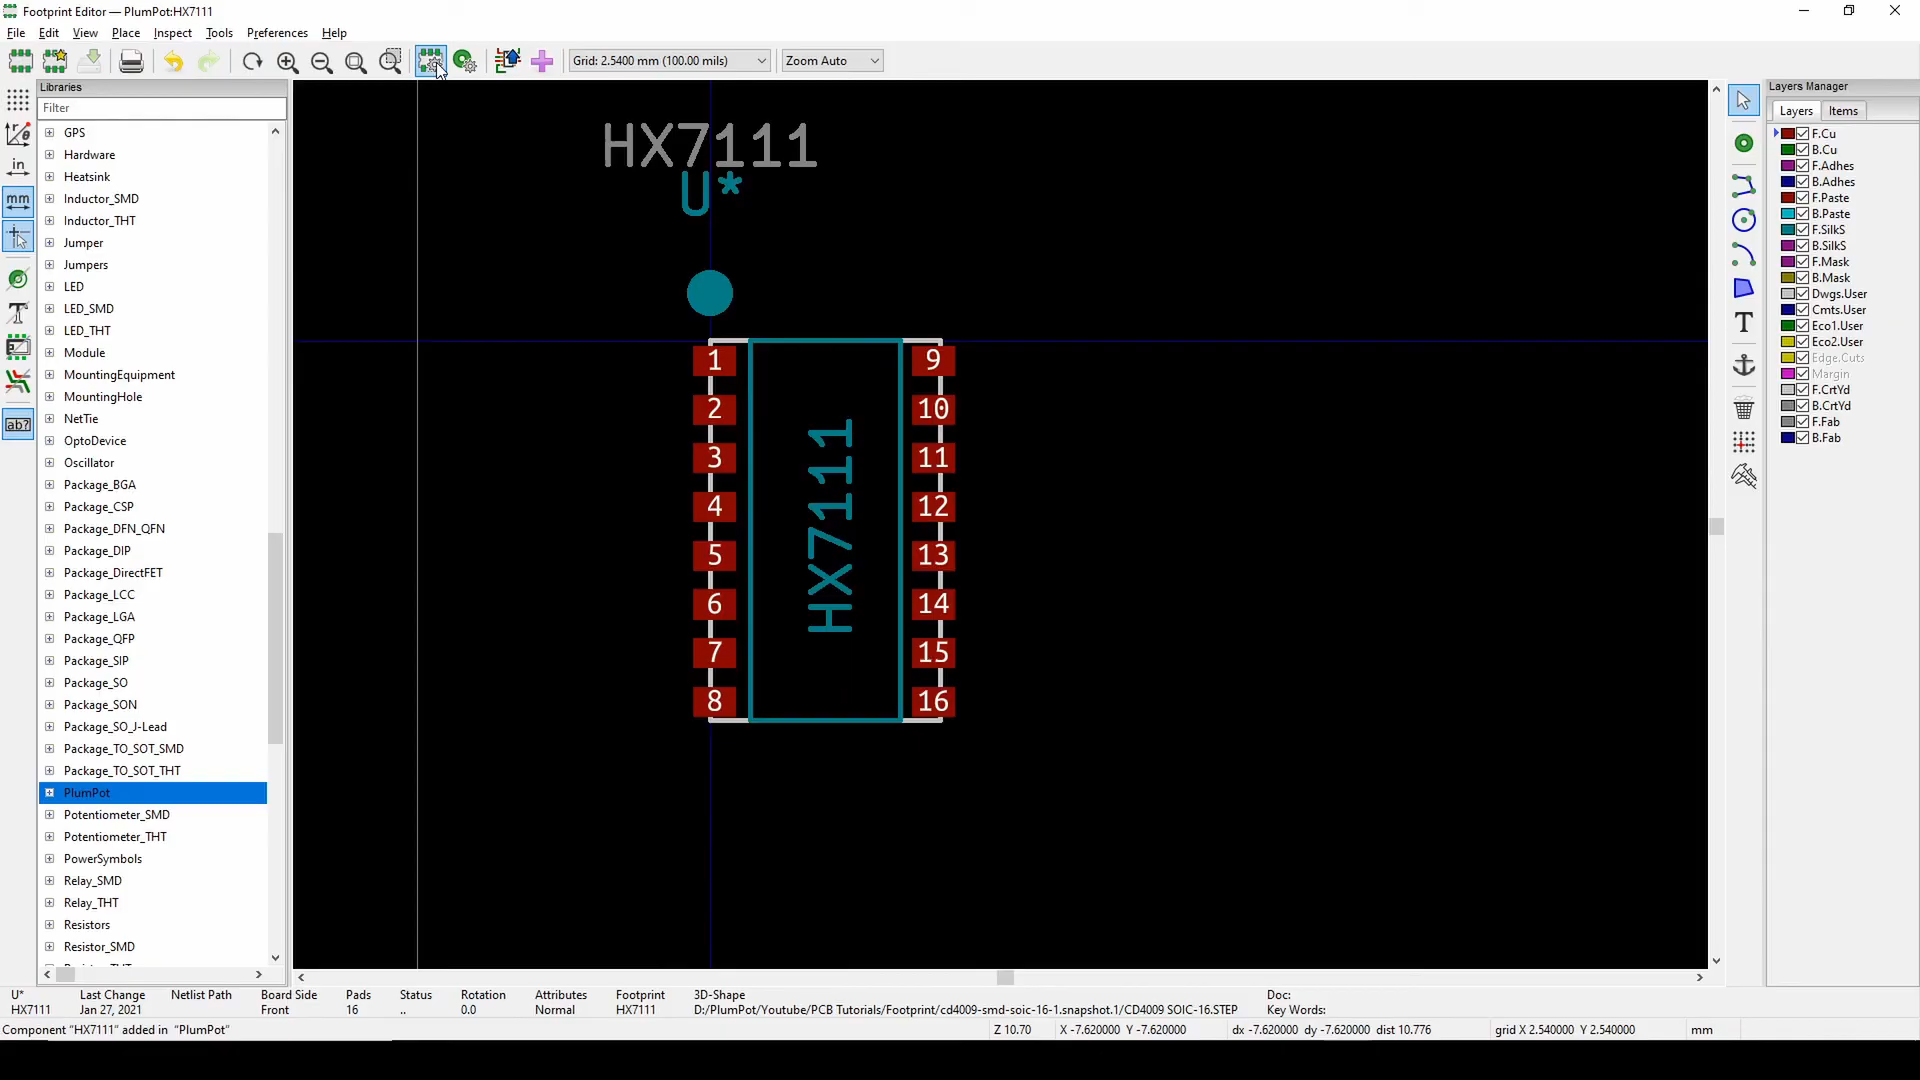 Footprint Editor — PlumPot:HX7111
File Edit View Place Inspect Tools Preferences Help
Grid: 2.5400 mm (100.00 mils)
Zoom Auto
Libraries
Filter
GPS
Hardware
Heatsink
Inductor_SMD
Inductor_THT
Jumper
Jumpers
LED
LED_SMD
LED_THT
Module
MountingEquipment
MountingHole
NetTie
OptoDevice
Oscillator
Package_BGA
Package_CSP
Package_DFN_QFN
Package_DIP
Package_DirectFET
Package_LCC
Package_LGA
Package_QFP
Package_SIP
Package_SO
Package_SON
Package_SO_J-Lead
Package_TO_SOT_SMD
Package_TO_SOT_THT
PlumPot
Potentiometer_SMD
Potentiometer_THT
PowerSymbols
Relay_SMD
Relay_THT
Resistors
Resistor_SMD
in
mm
ab?
HX7111
U*
1 9
2 10
3 11
4 12
5 13
6 14
7 15
8 16
HX7111
T
Layers Manager
Layers Items
F.Cu
B.Cu
F.Adhes
B.Adhes
F.Paste
B.Paste
F.SilkS
B.SilkS
F.Mask
B.Mask
Dwgs.User
Cmts.User
Eco1.User
Eco2.User
Edge.Cuts
Margin
F.CrtYd
B.CrtYd
F.Fab
B.Fab
U* Last Change Netlist Path Board Side Pads Status Rotation Attributes Footprint 3D-Shape Doc:
HX7111 Jan 27, 2021 Front 16 .. 0.0 Normal HX7111 D:/PlumPot/Youtube/PCB Tutorials/Footprint/cd4009-smd-soic-16-1.snapshot.1/CD4009 SOIC-16.STEP Key Words:
Component "HX7111" added in "PlumPot" Z 10.70 X -7.620000 Y -7.620000 dx -7.620000 dy -7.620000 dist 10.776 grid X 2.540000 Y 2.540000 mm